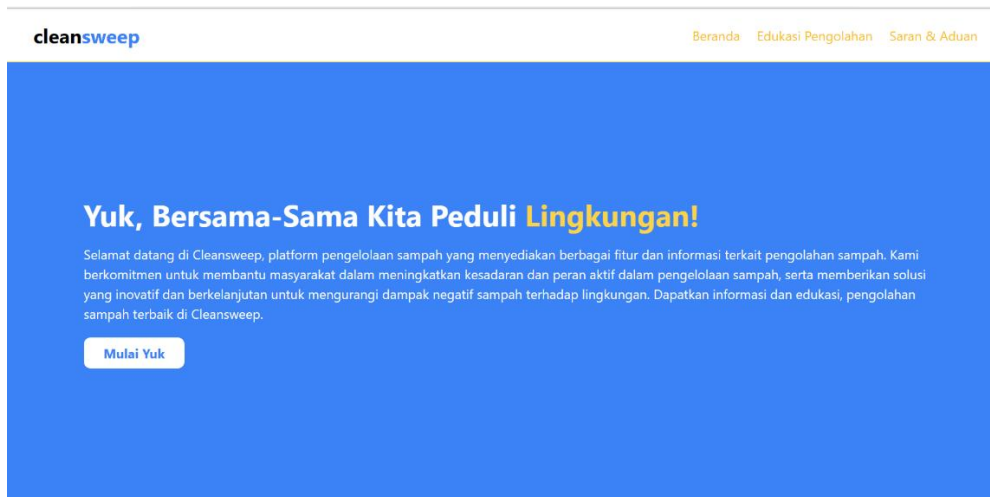 cleansweep
Beranda Edukasi Pengolahan Saran & Aduan
Yuk, Bersama-Sama Kita Peduli Lingkungan!
Selamat datang di Cleansweep, platform pengelolaan sampah yang menyediakan berbagai fitur dan informasi terkait pengolahan sampah. Kami
berkomitmen untuk membantu masyarakat dalam meningkatkan kesadaran dan peran aktif dalam pengelolaan sampah, serta memberikan solusi
yang inovatif dan berkelanjutan untuk mengurangi dampak negatif sampah terhadap lingkungan. Dapatkan informasi dan edukasi, pengolahan
sampah terbaik di Cleansweep.
Mulai Yuk